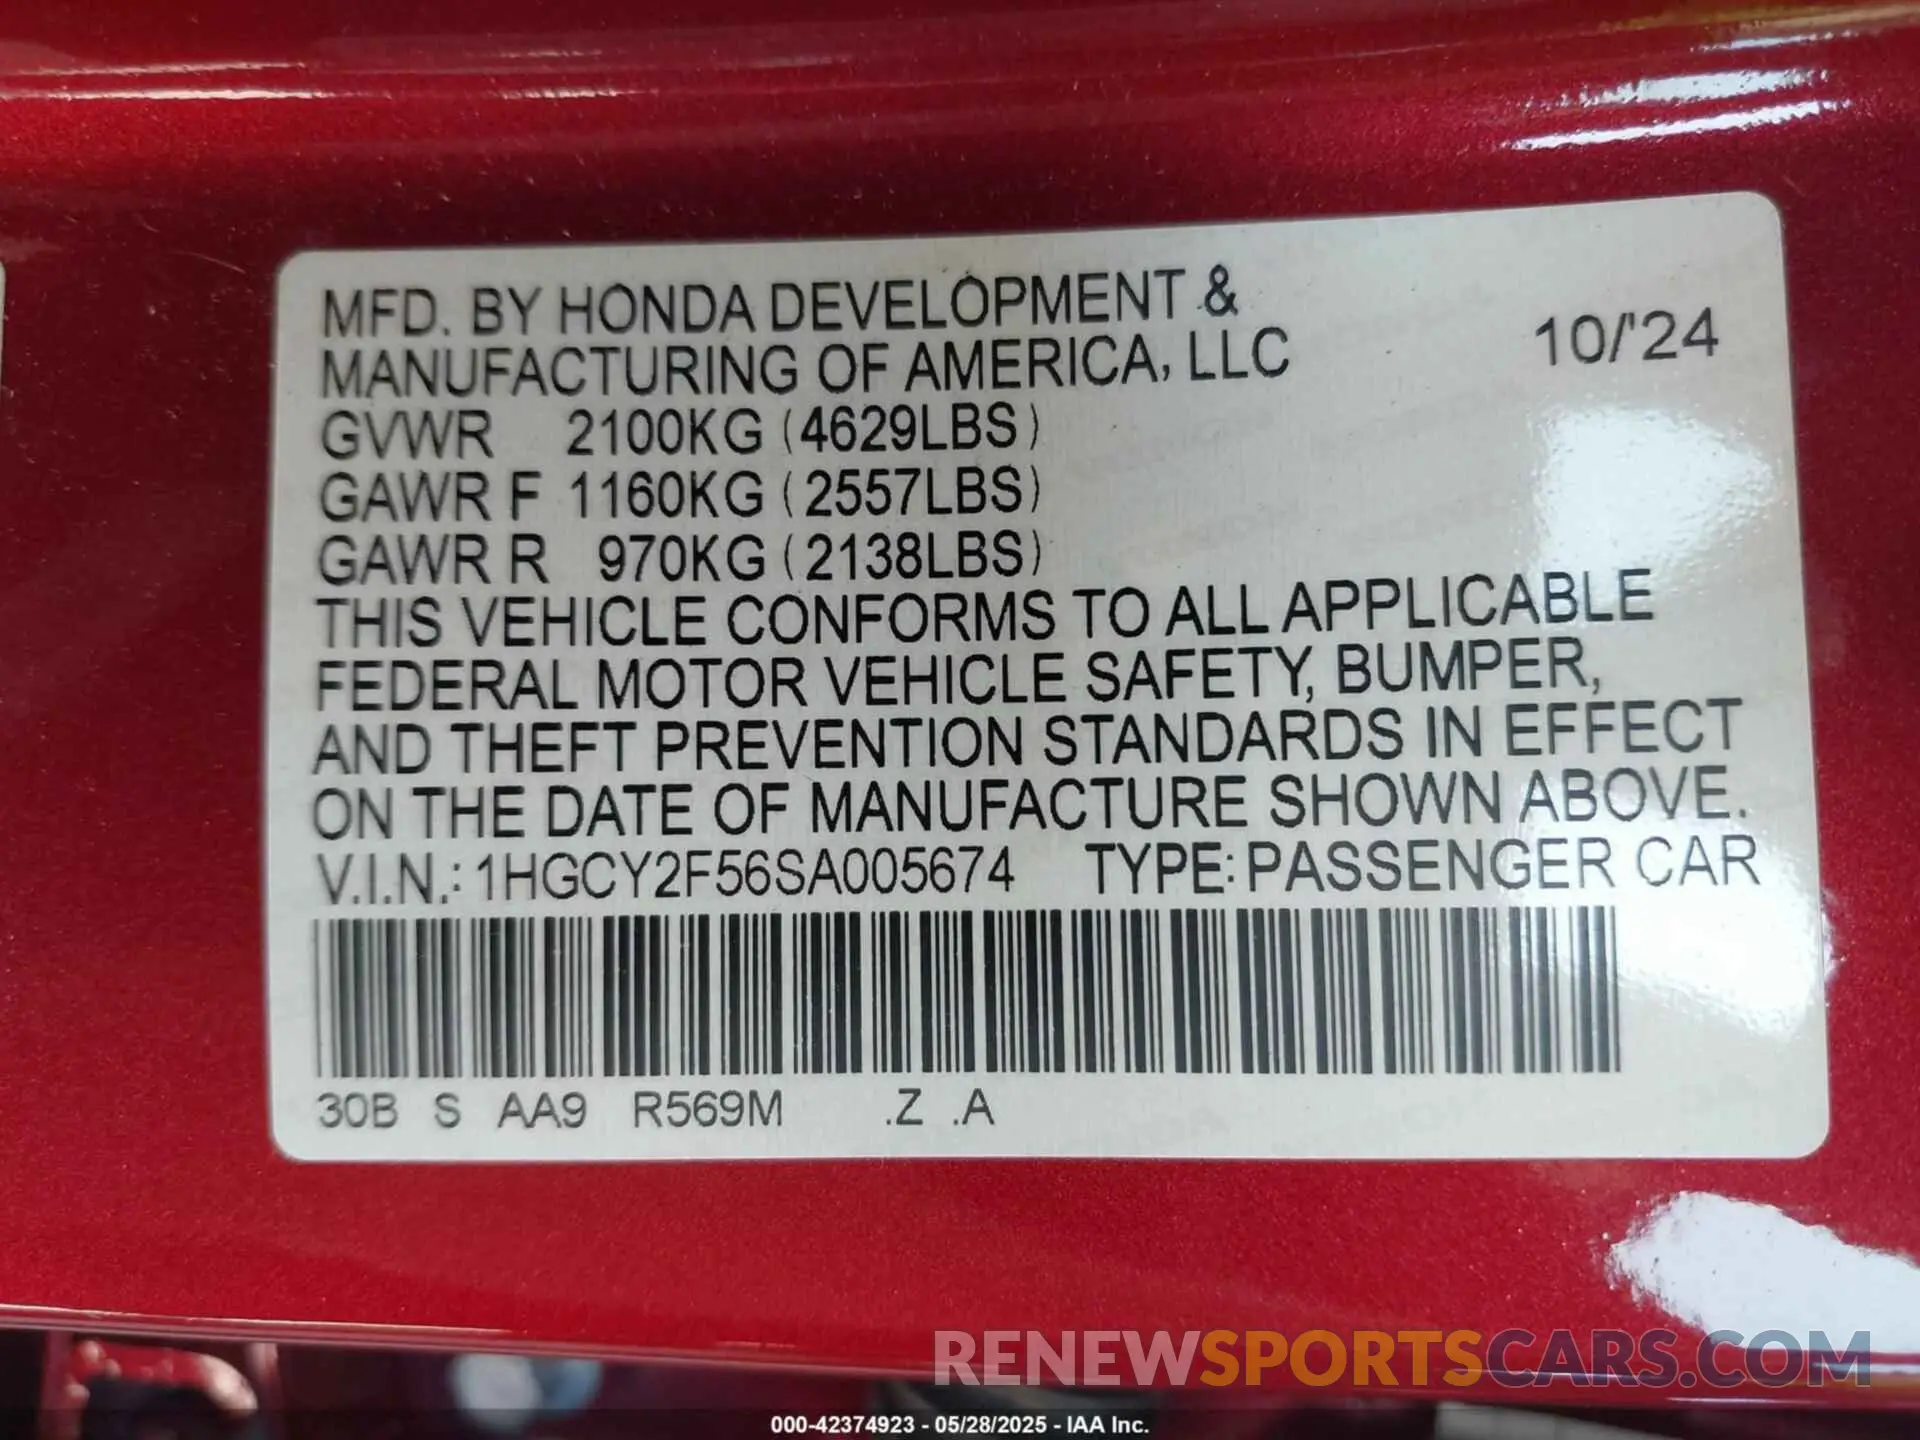 MFD. BY HONDA DEVELOPMENT &
MANUFACTURING OF AMERICA, LLC 10/'24
GVWR 2100KG (4629LBS)
GAWR F 1160KG (2557LBS)
GAWR R 970KG (2138LBS)
THIS VEHICLE CONFORMS TO ALL APPLICABLE
FEDERAL MOTOR VEHICLE SAFETY, BUMPER,
AND THEFT PREVENTION STANDARDS IN EFFECT
ON THE DATE OF MANUFACTURE SHOWN ABOVE.
V.I.N.: 1HGCY2F56SA005674 TYPE: PASSENGER CAR
30B S AA9 R569M .Z .A
RENEWSPORTSCARS.COM
000-42374923 - 05/28/2025 - IAA Inc.